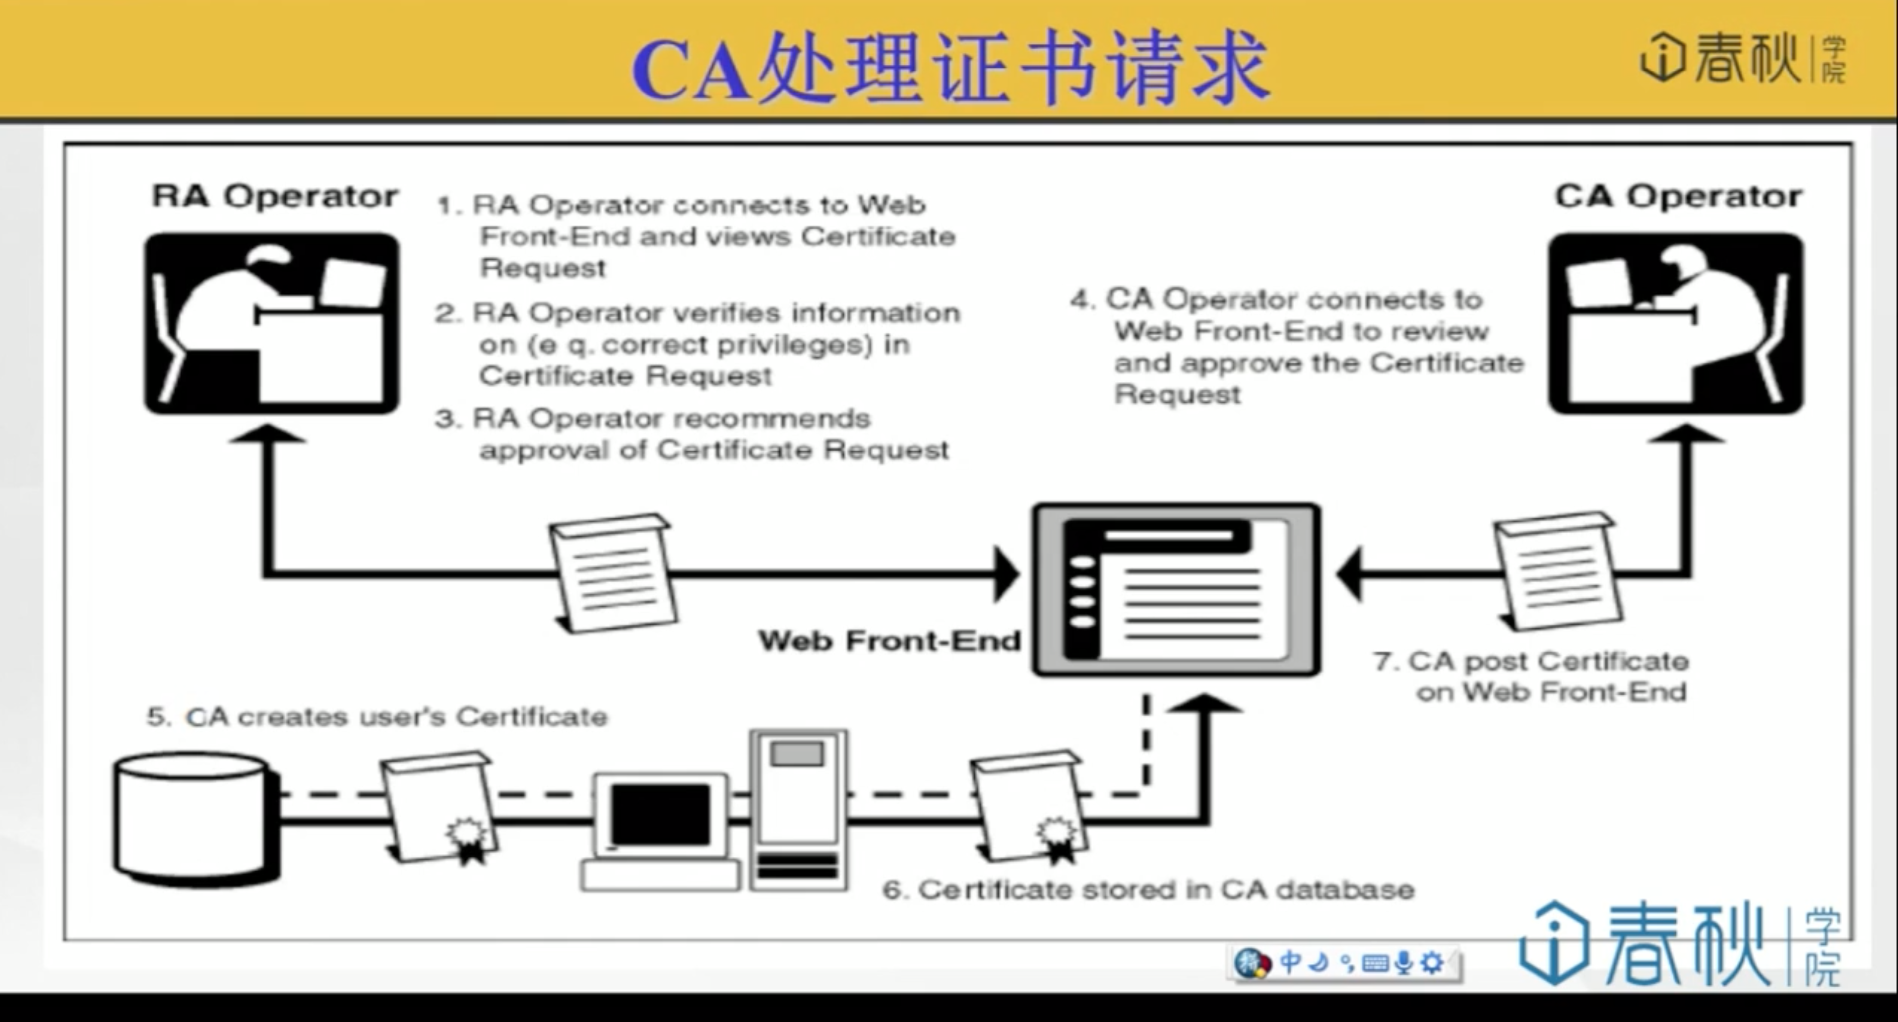 CA处理证书请求
春秋学院
RA Operator
1. RA Operator connects to Web
Front-End and views Certificate
Request
2. RA Operator verifies information
on (e q. correct privileges) in
Certificate Request
3. RA Operator recommends
approval of Certificate Request
CA Operator
4. CA Operator connects to
Web Front-End to review
and approve the Certificate
Request
Web Front-End
7. CA post Certificate
on Web Front-End
5. CA creates user's Certificate
6. Certificate stored in CA database
中
春秋学院